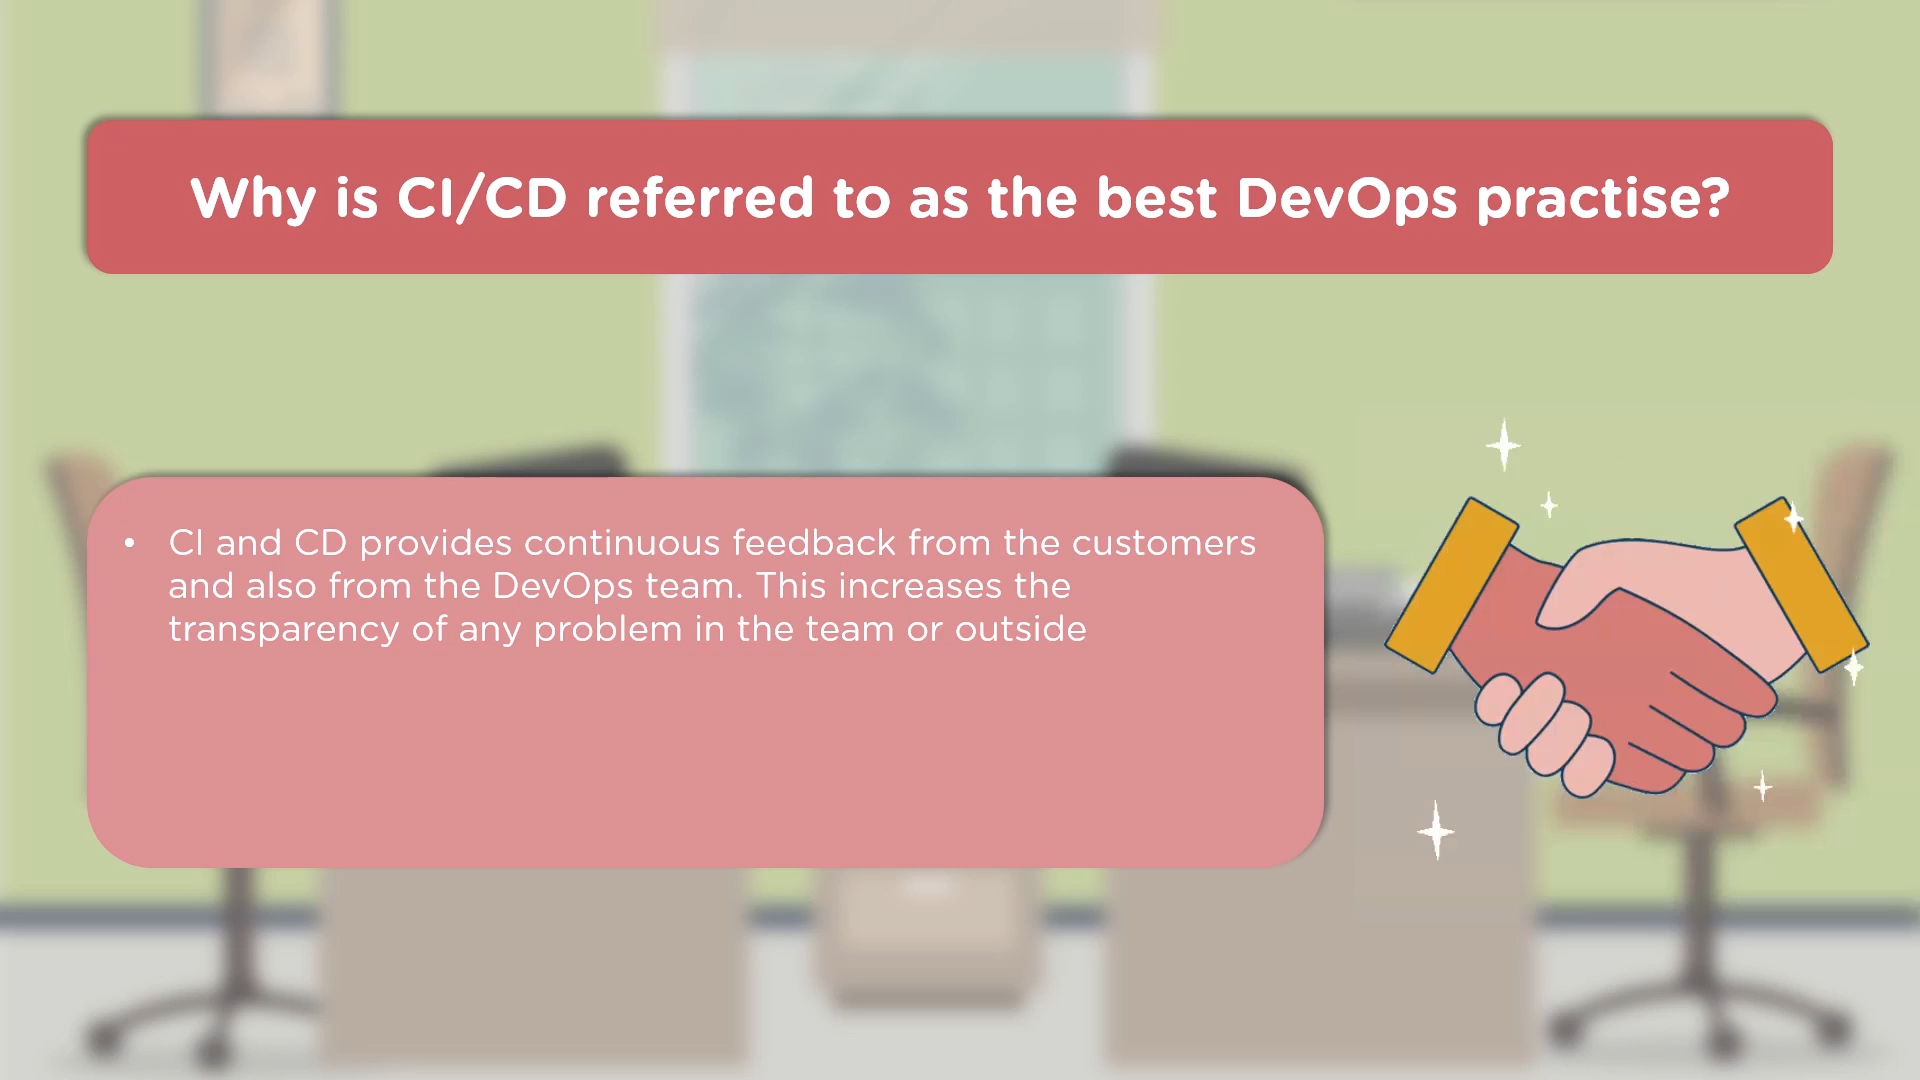 Why is CI/CD referred to as the best DevOps practise?
• CI and CD provides continuous feedback from the customers
and also from the DevOps team. This increases the
transparency of any problem in the team or outside